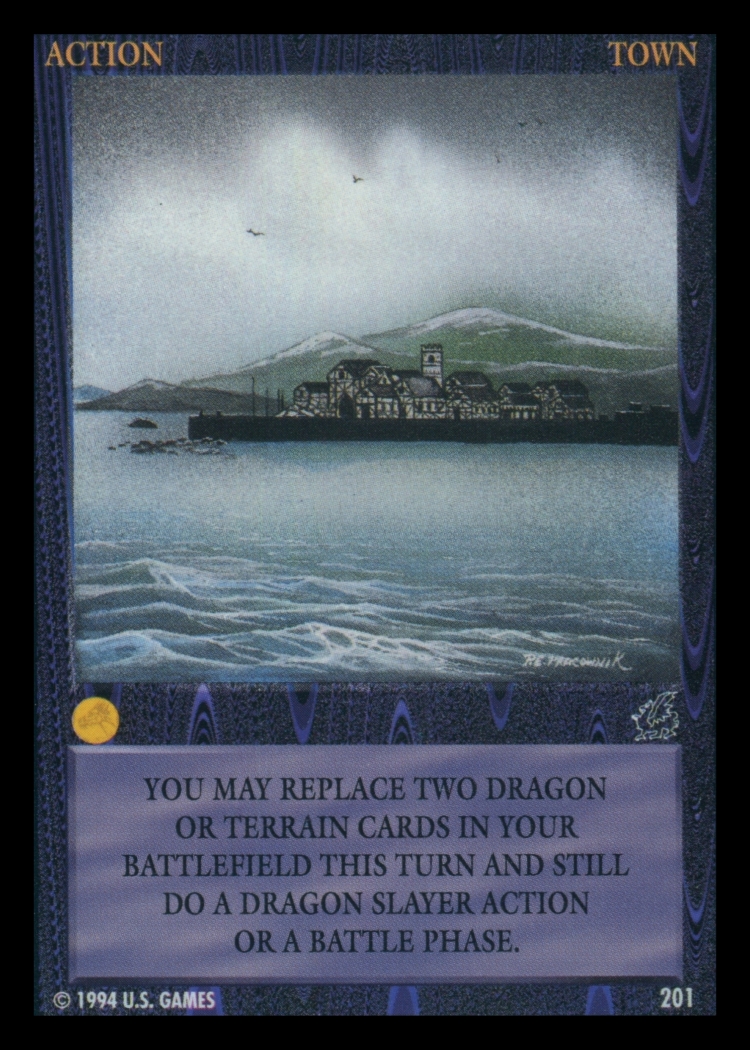 ACTION TOWN
YOU MAY REPLACE TWO DRAGON
OR TERRAIN CARDS IN YOUR
BATTLEFIELD THIS TURN AND STILL
DO A DRAGON SLAYER ACTION
OR A BATTLE PHASE.
© 1994 U.S. GAMES 201